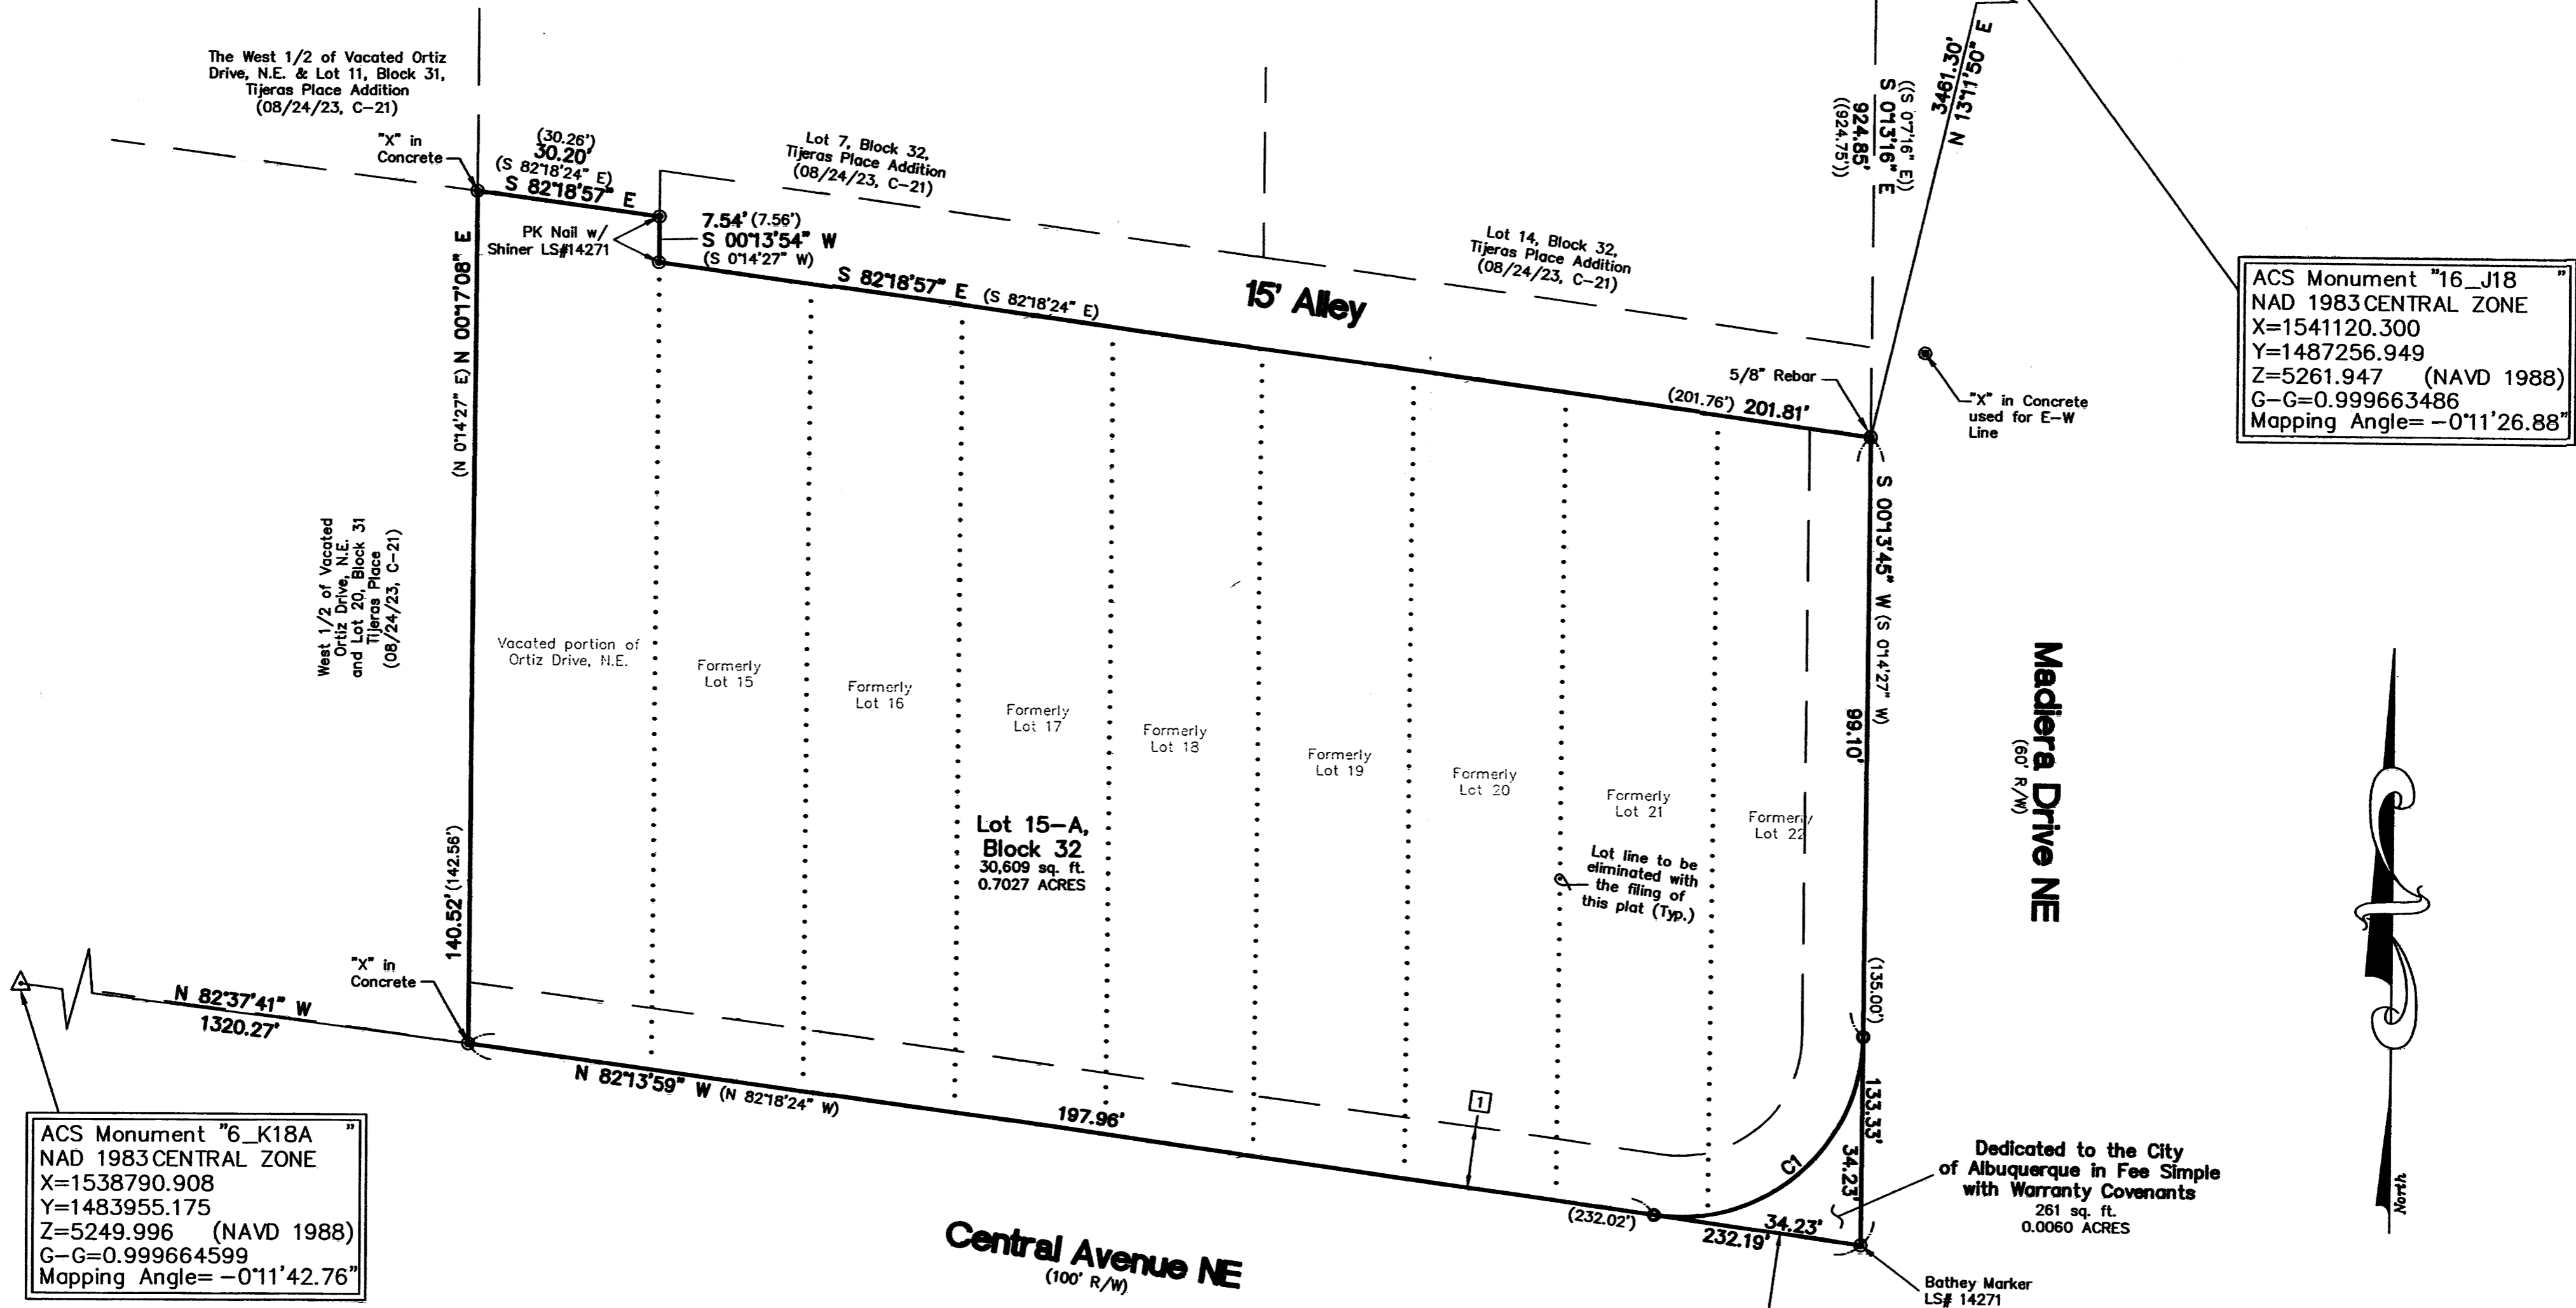 The West 1/2 of Vacated Ortiz
Drive, N.E. & Lot 11, Block 31,
Tijeras Place Addition
(08/24/23, C-21)
"X" in
Concrete
(30.26')
30.20'
(S 82°18'24" E)
S 82°18'57" E
PK Nail w/
Shiner LS#14271
7.54' (7.56')
S 00°13'54" W
(S 0°14'27" W)
Lot 7, Block 32,
Tijeras Place Addition
(08/24/23, C-21)
S 82°18'57" E (S 82°18'24" E)
15' Alley
Lot 14, Block 32,
Tijeras Place Addition
(08/24/23, C-21)
(201.76') 201.81'
5/8" Rebar
((S 0°7'16" E))
S 0°13'16" E
924.85'
((924.75'))
3461.30'
N 13°11'50" E
"X" in Concrete
used for E-W
Line
ACS Monument "16_J18 "
NAD 1983 CENTRAL ZONE
X=1541120.300
Y=1487256.949
Z=5261.947 (NAVD 1988)
G-G=0.999663486
Mapping Angle= -0°11'26.88"
(N 0°14'27" E) N 00°17'08" E
140.52' (142.56')
West 1/2 of Vacated
Ortiz Drive, N.E.
and Lot 20, Block 31
Tijeras Place
(08/24/23, C-21)
Vacated portion of
Ortiz Drive, N.E.
Formerly
Lot 15
Formerly
Lot 16
Formerly
Lot 17
Formerly
Lot 18
Formerly
Lot 19
Formerly
Lot 20
Formerly
Lot 21
Formerly
Lot 22
Lot 15-A,
Block 32
30,609 sq. ft.
0.7027 ACRES
Lot line to be
eliminated with
the filing of
this plat (Typ.)
S 00°13'45" W (S 0°14'27" W)
99.10'
(135.00')
133.33'
34.23'
Madiera Drive NE
(60' R/W)
North
"X" in
Concrete
N 82°37'41" W
1320.27'
N 82°13'59" W (N 82°18'24" W)
197.96'
1
C1
(232.02')
34.23'
232.19'
Dedicated to the City
of Albuquerque in Fee Simple
with Warranty Covenants
261 sq. ft.
0.0060 ACRES
Bathey Marker
LS# 14271
Central Avenue NE
(100' R/W)
ACS Monument "6_K18A "
NAD 1983 CENTRAL ZONE
X=1538790.908
Y=1483955.175
Z=5249.996 (NAVD 1988)
G-G=0.999664599
Mapping Angle= -0°11'42.76"